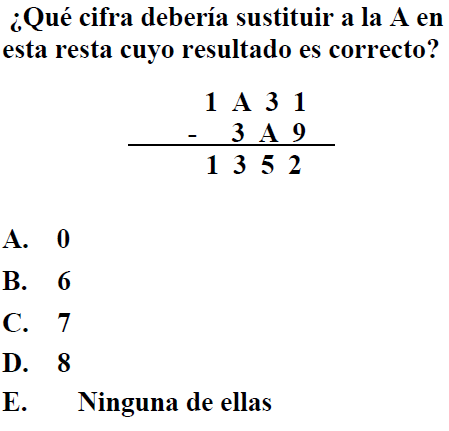 ¿Qué cifra debería sustituir a la A en
esta resta cuyo resultado es correcto?
1 A 3 1
- 3 A 9
1 3 5 2
A. 0
B. 6
C. 7
D. 8
E. Ninguna de ellas